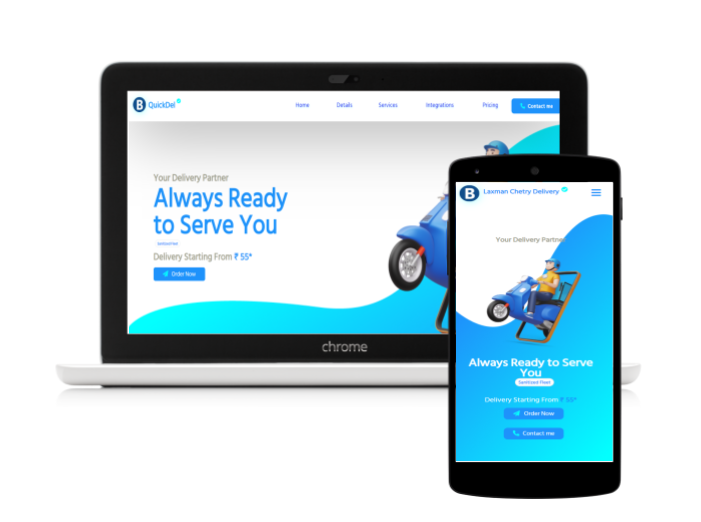 B QuickDel
Home Details Services Integrations Pricing Contact me
Your Delivery Partner
Always Ready
to Serve You
Sanitized Fleet
Delivery Starting From ₹ 55*
Order Now
chrome
B Laxman Chetry Delivery
Your Delivery Partner
Always Ready to Serve
You
Sanitized Fleet
Delivery Starting From ₹ 55*
Order Now
Contact me